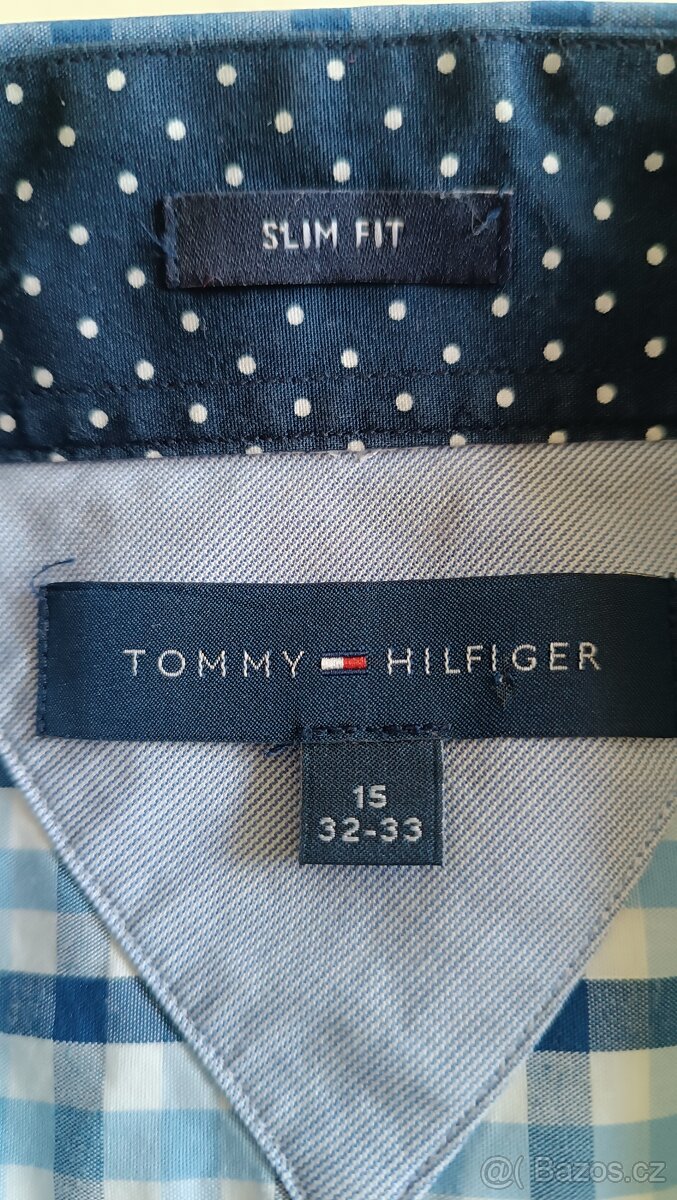 SLIM FIT
TOMMY HILFIGER
15
32-33
Bazos.cz